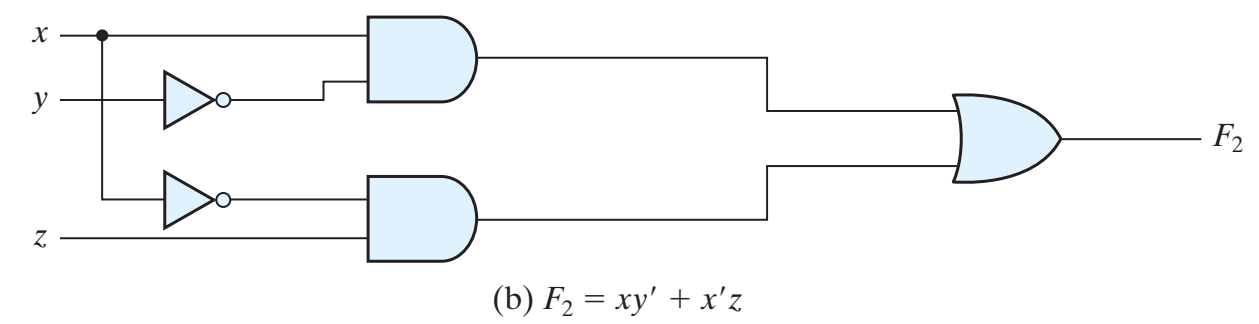 x
y
F₂
z
(b) F₂ = xy′ + x′z